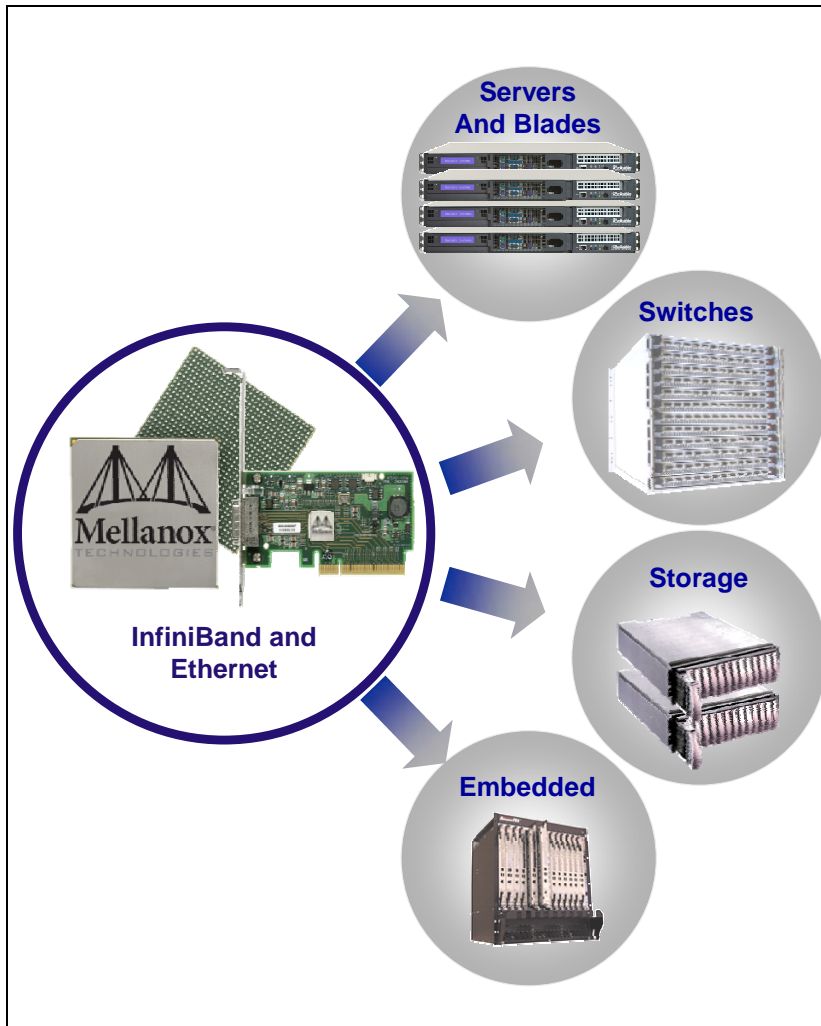 Servers
And Blades
Switches
Mellanox
TECHNOLOGIES
InfiniBand and
Ethernet
Storage
Embedded